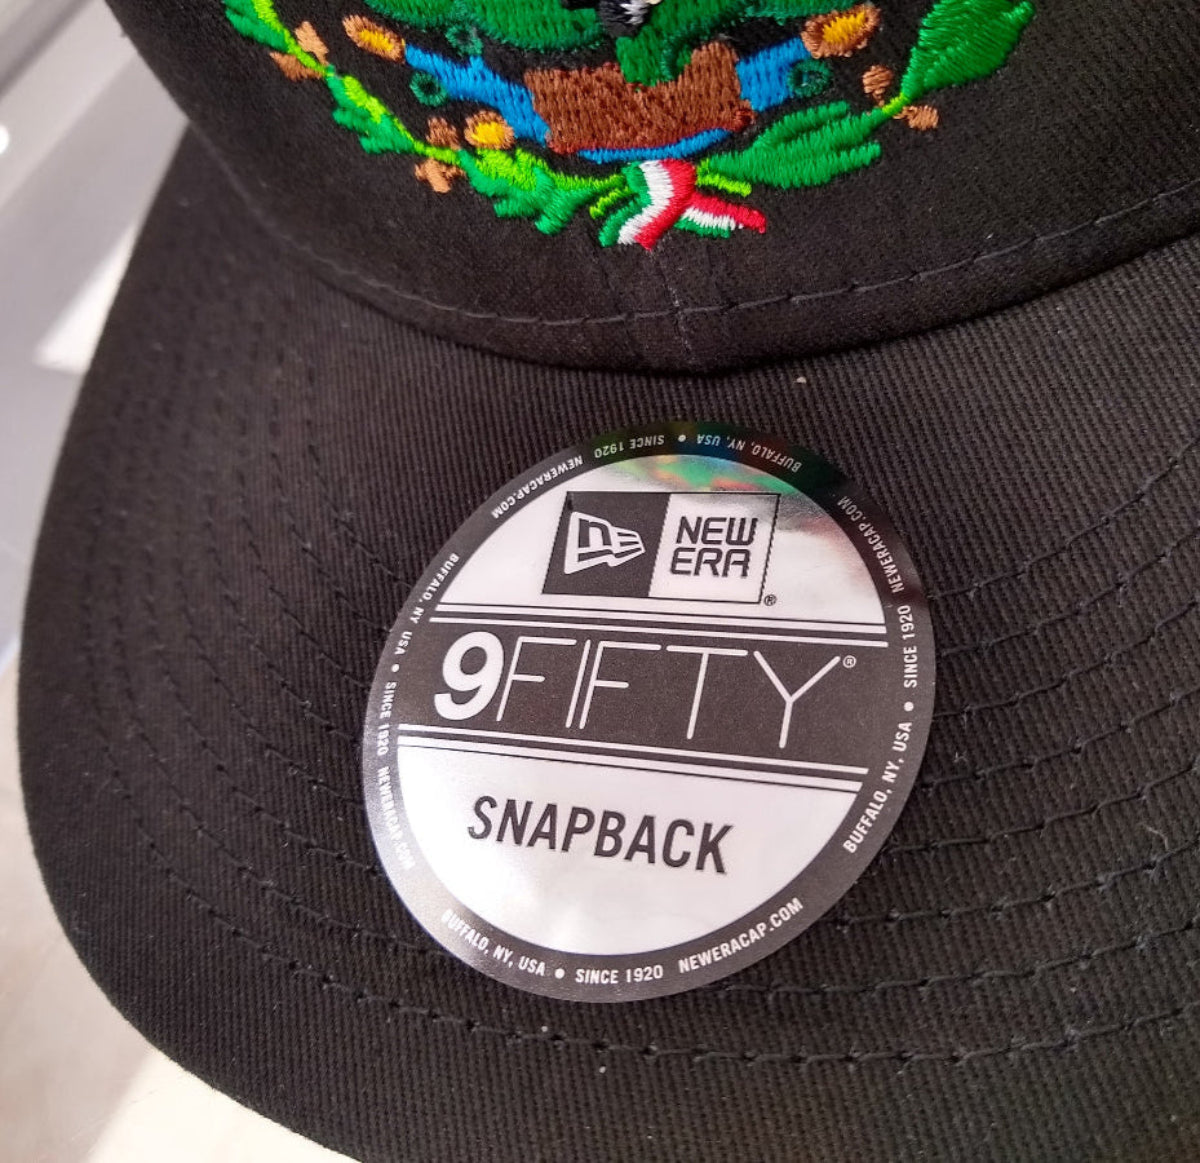 NEW
ERA
®
9FIFTY®
SNAPBACK
BUFFALO, NY, USA • SINCE 1920 NEWERACAP.COM
BUFFALO, NY, USA • SINCE 1920 NEWERACAP.COM
BUFFALO, NY, USA • SINCE 1920 NEWERACAP.COM
BUFFALO, NY USA • SINCE 1920 NEWERACAP.COM